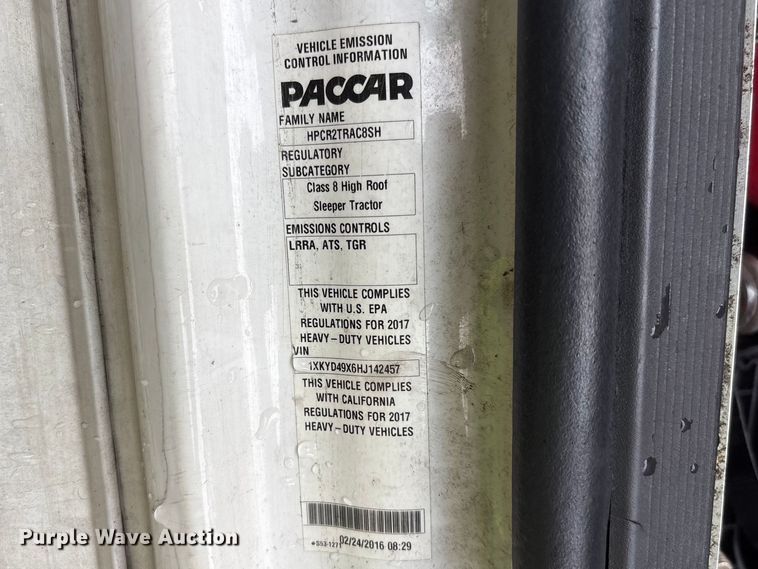 VEHICLE EMISSION
CONTROL INFORMATION
PACCAR
FAMILY NAME
HPCR2TRAC8SH
REGULATORY
SUBCATEGORY
Class 8 High Roof
Sleeper Tractor
EMISSIONS CONTROLS
LRRA, ATS, TGR
THIS VEHICLE COMPLIES
WITH U.S. EPA
REGULATIONS FOR 2017
HEAVY-DUTY VEHICLES
VIN
1XKYD49X6HJ142457
THIS VEHICLE COMPLIES
WITH CALIFORNIA
REGULATIONS FOR 2017
HEAVY-DUTY VEHICLES
S53-1271 02/24/2016 08:29
Purple Wave Auction